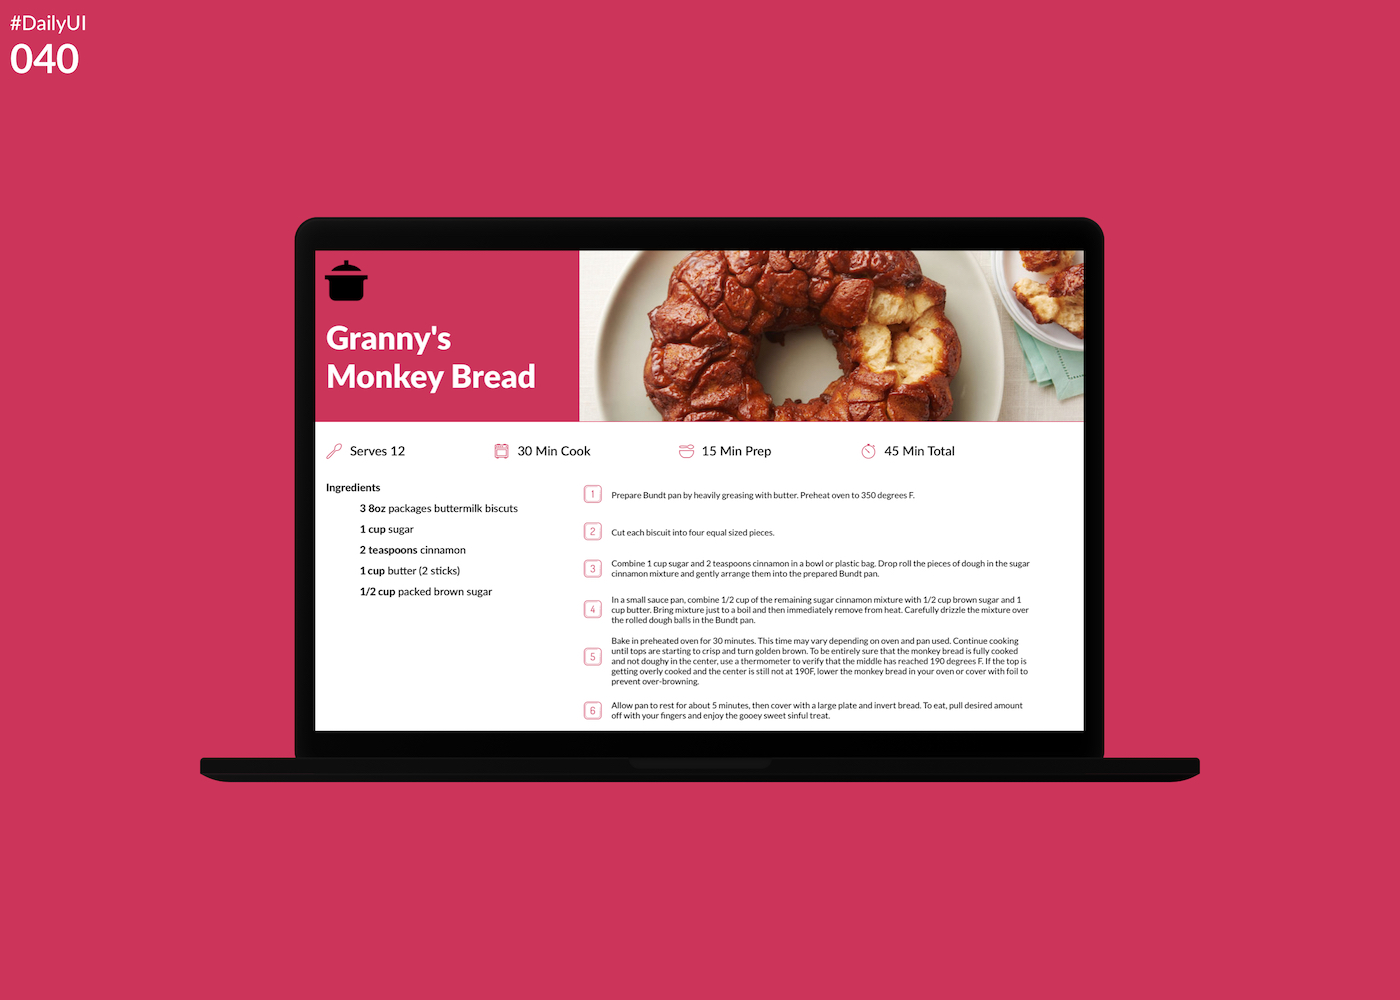 #DailyUI
040
Granny's
Monkey Bread
Serves 12
30 Min Cook
15 Min Prep
45 Min Total
Ingredients
3 8oz packages buttermilk biscuts
1 cup sugar
2 teaspoons cinnamon
1 cup butter (2 sticks)
1/2 cup packed brown sugar
1
Prepare Bundt pan by heavily greasing with butter. Preheat oven to 350 degrees F.
2
Cut each biscuit into four equal sized pieces.
3
Combine 1 cup sugar and 2 teaspoons cinnamon in a bowl or plastic bag. Drop roll the pieces of dough in the sugar
cinnamon mixture and gently arrange them into the prepared Bundt pan.
4
In a small sauce pan, combine 1/2 cup of the remaining sugar cinnamon mixture with 1/2 cup brown sugar and 1
cup butter. Bring mixture just to a boil and then immediately remove from heat. Carefully drizzle the mixture over
the rolled dough balls in the Bundt pan.
5
Bake in preheated oven for 30 minutes. This time may vary depending on oven and pan used. Continue cooking
until tops are starting to crisp and turn golden brown. To be entirely sure that the monkey bread is fully cooked
and not doughy in the center, use a thermometer to verify that the middle has reached 190 degrees F. If the top is
getting overly cooked and the center is still not at 190F, lower the monkey bread in your oven or cover with foil to
prevent over-browning.
6
Allow pan to rest for about 5 minutes, then cover with a large plate and invert bread. To eat, pull desired amount
off with your fingers and enjoy the gooey sweet sinful treat.